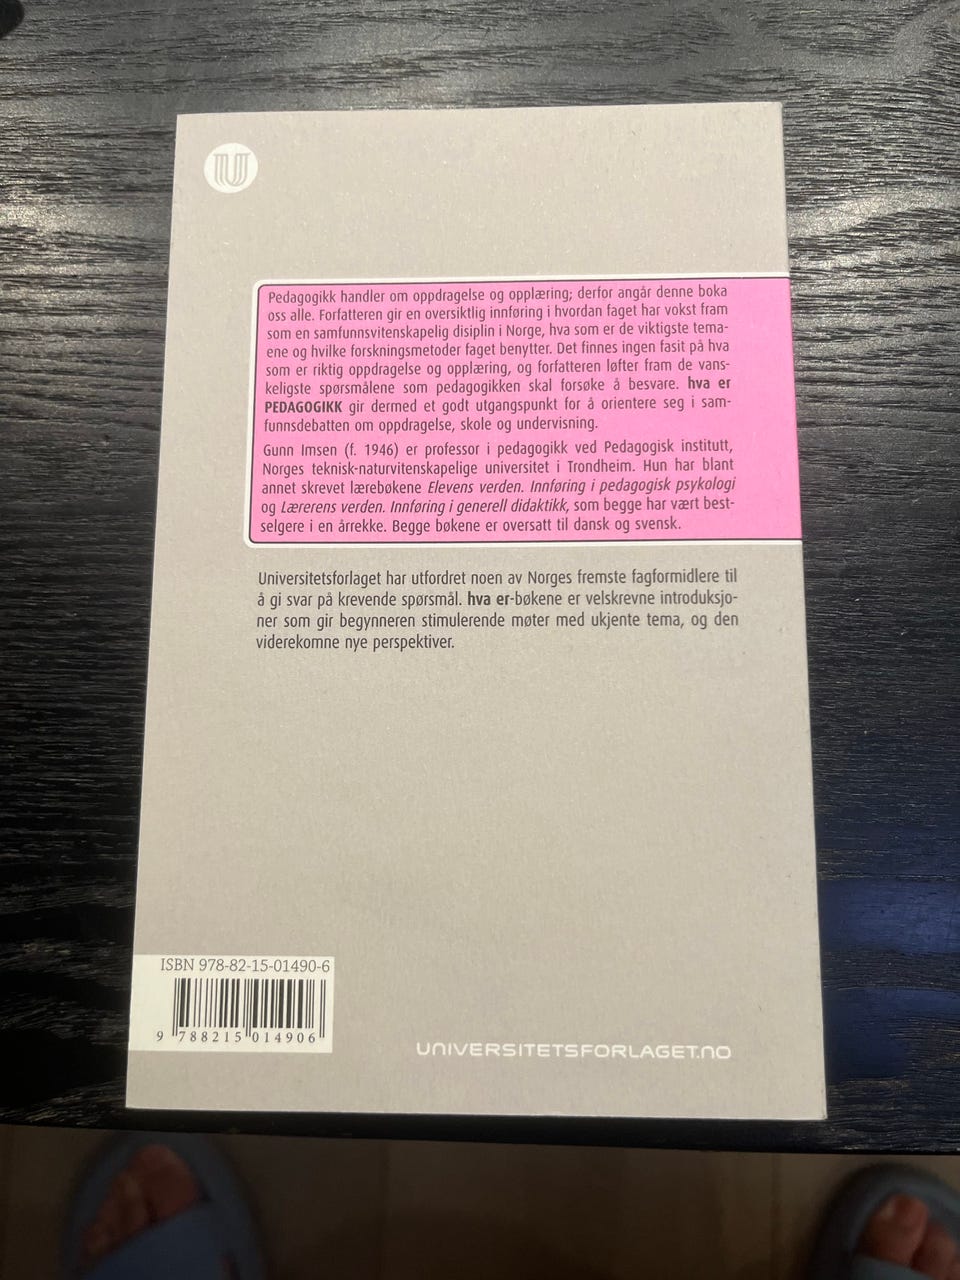 U
Pedagogikk handler om oppdragelse og opplæring; derfor angår denne boka
oss alle. Forfatteren gir en oversiktlig innføring i hvordan faget har vokst fram
som en samfunnsvitenskapelig disiplin i Norge, hva som er de viktigste tema-
ene og hvilke forskningsmetoder faget benytter. Det finnes ingen fasit på hva
som er riktig oppdragelse og opplæring, og forfatteren løfter fram de vans-
keligste spørsmålene som pedagogikken skal forsøke å besvare. hva er
PEDAGOGIKK gir dermed et godt utgangspunkt for å orientere seg i sam-
funnsdebatten om oppdragelse, skole og undervisning.
Gunn Imsen (f. 1946) er professor i pedagogikk ved Pedagogisk institutt,
Norges teknisk-naturvitenskapelige universitet i Trondheim. Hun har blant
annet skrevet lærebøkene Elevens verden. Innføring i pedagogisk psykologi
og Lærerens verden. Innføring i generell didaktikk, som begge har vært best-
selgere i en årrekke. Begge bøkene er oversatt til dansk og svensk.
Universitetsforlaget har utfordret noen av Norges fremste fagformidlere til
å gi svar på krevende spørsmål. hva er-bøkene er velskrevne introduksjo-
ner som gir begynneren stimulerende møter med ukjente tema, og den
viderekomne nye perspektiver.
ISBN 978-82-15-01490-6
9 788215 014906
UNIVERSITETSFORLAGET.NO